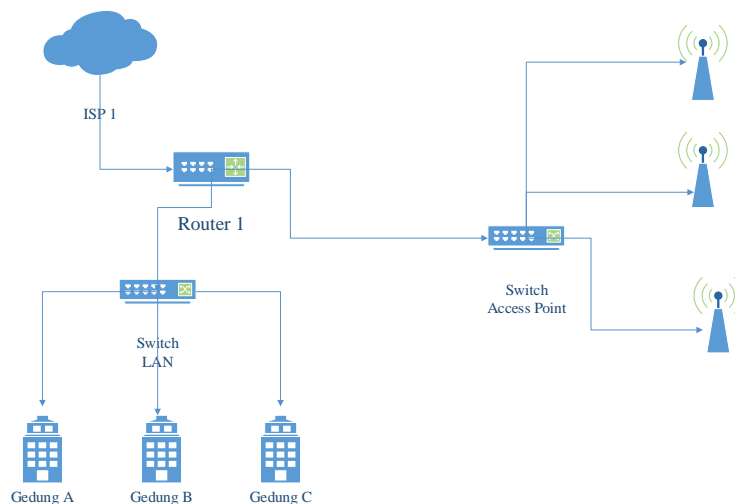 ISP 1
Router 1
Switch
Access Point
Switch
LAN
Gedung A
Gedung B
Gedung C